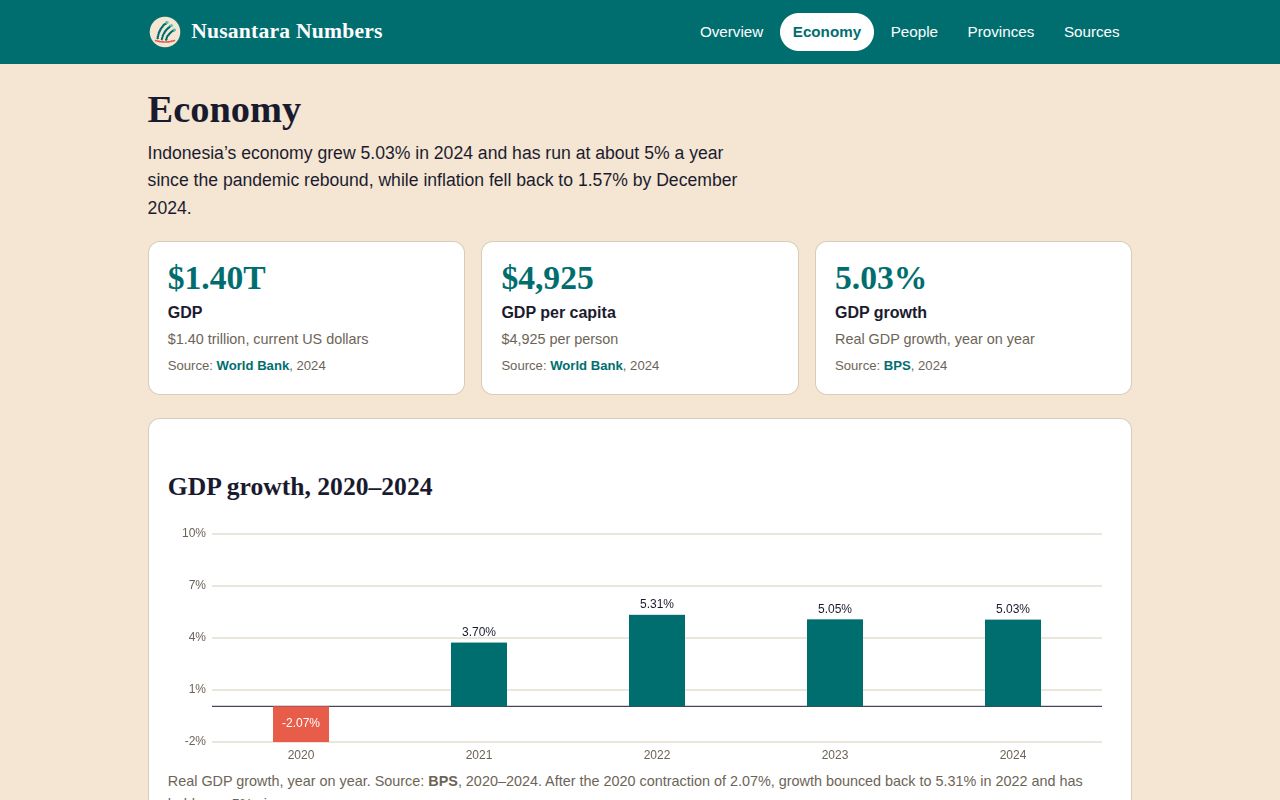 Nusantara Numbers
Overview
Economy
People
Provinces
Sources
Economy
Indonesia’s economy grew 5.03% in 2024 and has run at about 5% a year
since the pandemic rebound, while inflation fell back to 1.57% by December
2024.
$1.40T
GDP
$1.40 trillion, current US dollars
Source: World Bank, 2024
$4,925
GDP per capita
$4,925 per person
Source: World Bank, 2024
5.03%
GDP growth
Real GDP growth, year on year
Source: BPS, 2024
GDP growth, 2020–2024
10%
7%
4%
1%
-2%
-2.07%
3.70%
5.31%
5.05%
5.03%
2020
2021
2022
2023
2024
Real GDP growth, year on year. Source: BPS, 2020–2024. After the 2020 contraction of 2.07%, growth bounced back to 5.31% in 2022 and has